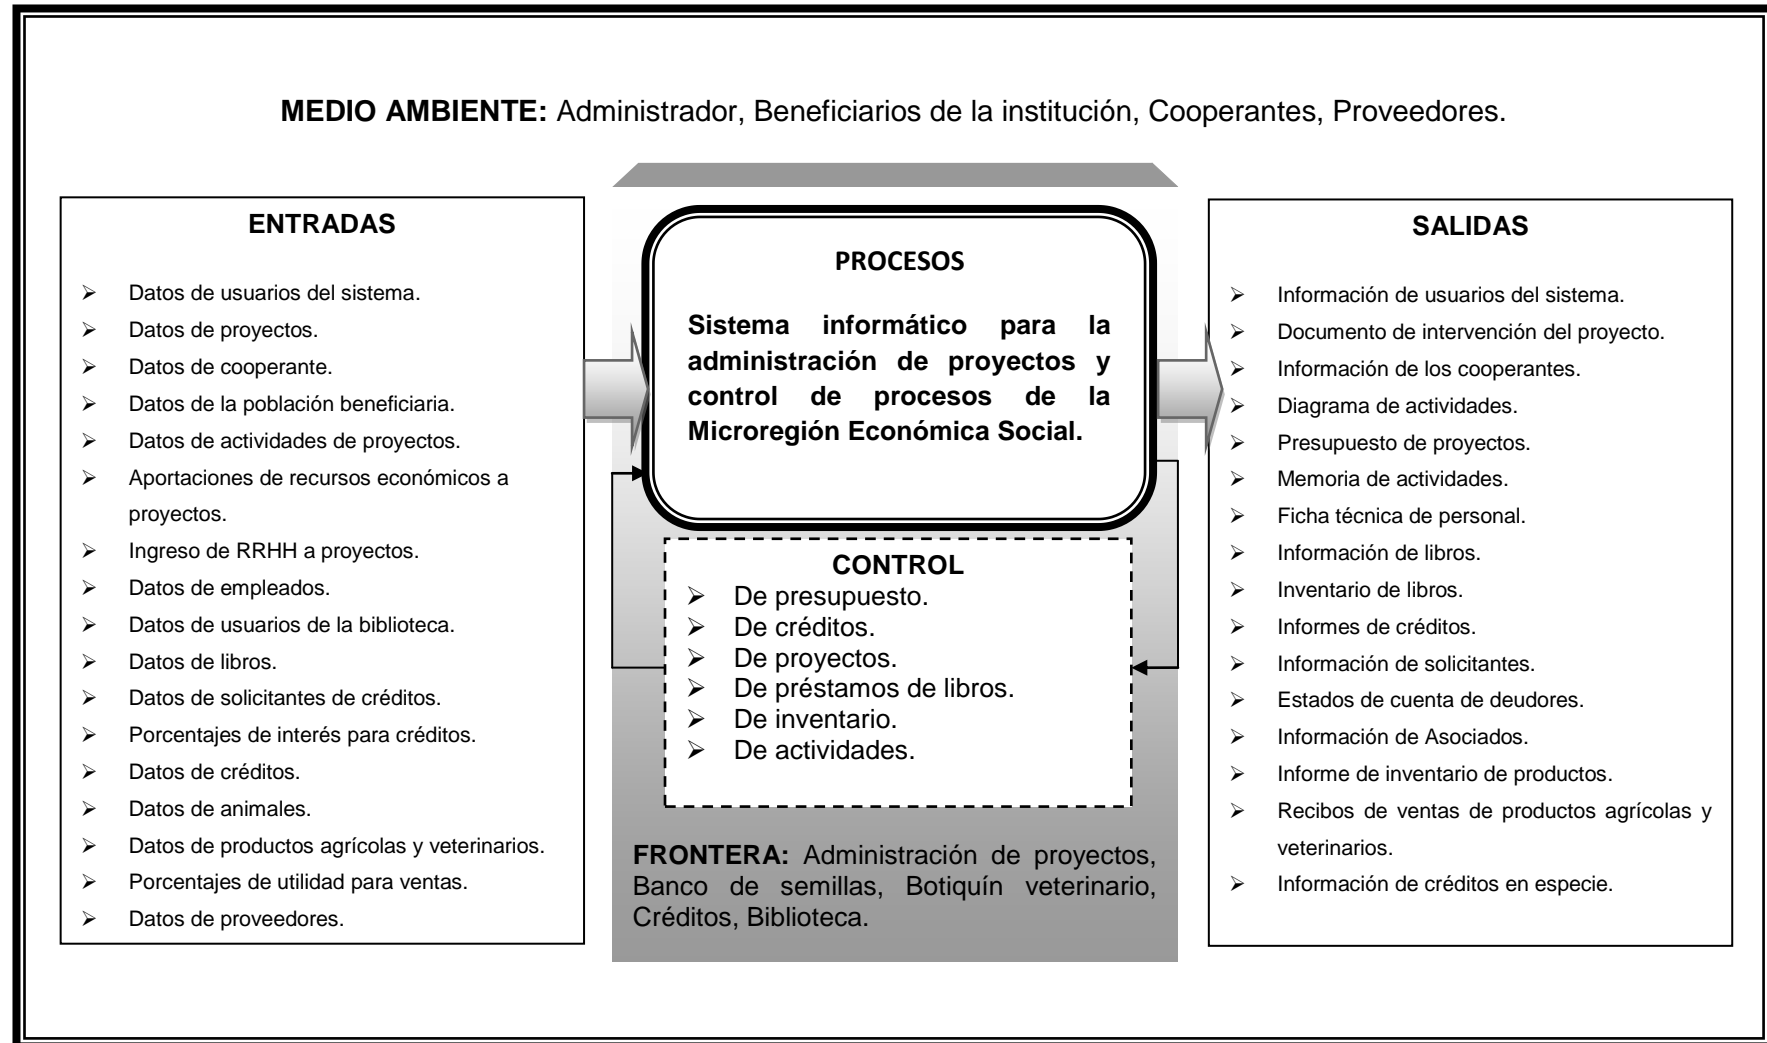 MEDIO AMBIENTE: Administrador, Beneficiarios de la institución, Cooperantes, Proveedores.
ENTRADAS
➢ Datos de usuarios del sistema.
➢ Datos de proyectos.
➢ Datos de cooperante.
➢ Datos de la población beneficiaria.
➢ Datos de actividades de proyectos.
➢ Aportaciones de recursos económicos a
proyectos.
➢ Ingreso de RRHH a proyectos.
➢ Datos de empleados.
➢ Datos de usuarios de la biblioteca.
➢ Datos de libros.
➢ Datos de solicitantes de créditos.
➢ Porcentajes de interés para créditos.
➢ Datos de créditos.
➢ Datos de animales.
➢ Datos de productos agrícolas y veterinarios.
➢ Porcentajes de utilidad para ventas.
➢ Datos de proveedores.
PROCESOS
Sistema informático para la
administración de proyectos y
control de procesos de la
Microregión Económica Social.
CONTROL
➢ De presupuesto.
➢ De créditos.
➢ De proyectos.
➢ De préstamos de libros.
➢ De inventario.
➢ De actividades.
FRONTERA: Administración de proyectos,
Banco de semillas, Botiquín veterinario,
Créditos, Biblioteca.
SALIDAS
➢ Información de usuarios del sistema.
➢ Documento de intervención del proyecto.
➢ Información de los cooperantes.
➢ Diagrama de actividades.
➢ Presupuesto de proyectos.
➢ Memoria de actividades.
➢ Ficha técnica de personal.
➢ Información de libros.
➢ Inventario de libros.
➢ Informes de créditos.
➢ Información de solicitantes.
➢ Estados de cuenta de deudores.
➢ Información de Asociados.
➢ Informe de inventario de productos.
➢ Recibos de ventas de productos agrícolas y
veterinarios.
➢ Información de créditos en especie.